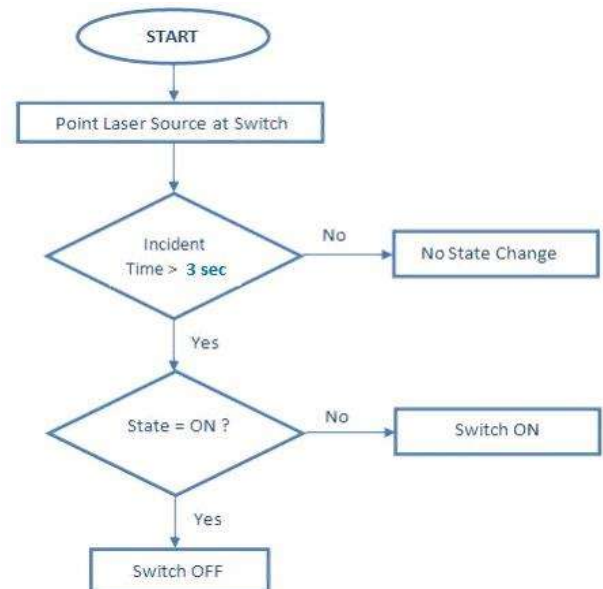 START
Point Laser Source at Switch
Incident
Time > 3 sec
No
No State Change
Yes
State = ON ?
No
Switch ON
Yes
Switch OFF